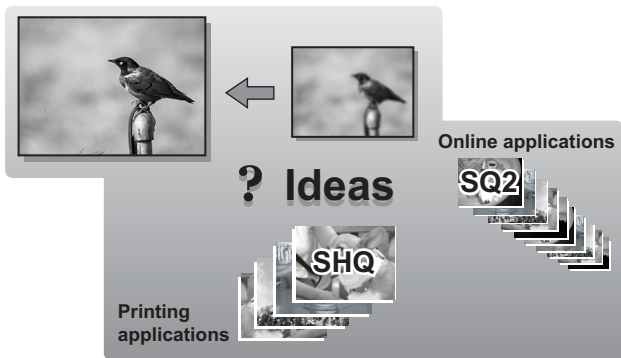 Online applications
SQ2
? Ideas
SHQ
Printing
applications